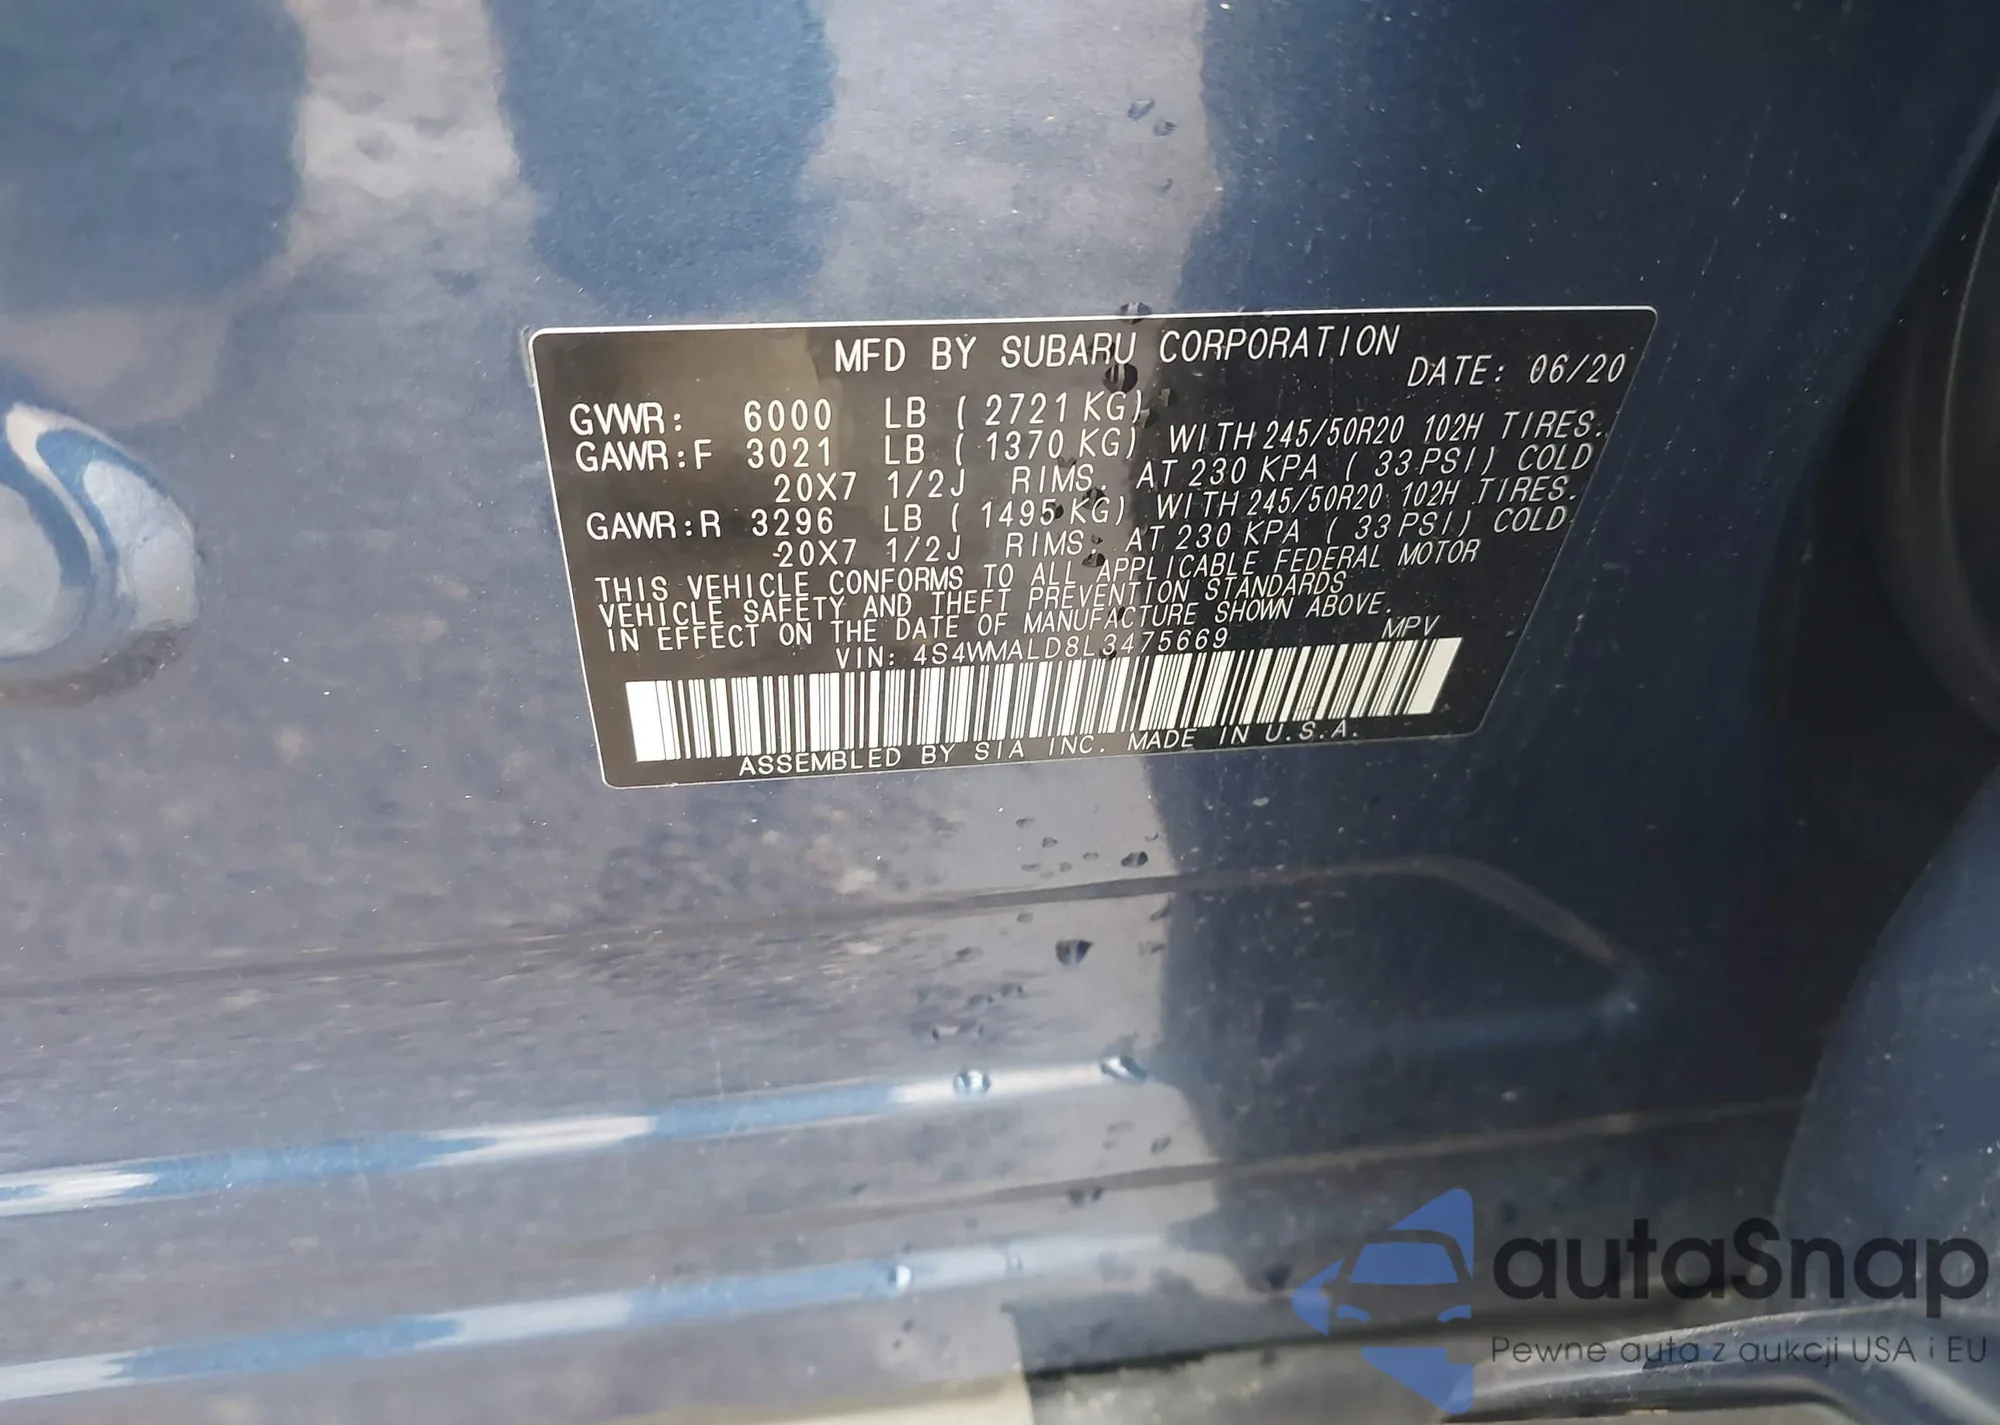 MFD BY SUBARU CORPORATION
DATE: 06/20
GVWR: 6000 LB ( 2721 KG)
GAWR:F 3021 LB ( 1370 KG) WITH 245/50R20 102H TIRES.
20X7 1/2J RIMS. AT 230 KPA ( 33 PSI) COLD
GAWR:R 3296 LB ( 1495 KG) WITH 245/50R20 102H TIRES.
20X7 1/2J RIMS. AT 230 KPA ( 33 PSI) COLD
THIS VEHICLE CONFORMS TO ALL APPLICABLE FEDERAL MOTOR
VEHICLE SAFETY AND THEFT PREVENTION STANDARDS
IN EFFECT ON THE DATE OF MANUFACTURE SHOWN ABOVE.
VIN: 4S4WMALD8L3475669 MPV
ASSEMBLED BY SIA INC. MADE IN U.S.A.
autaSnap
Pewne auta z aukcji USA i EU